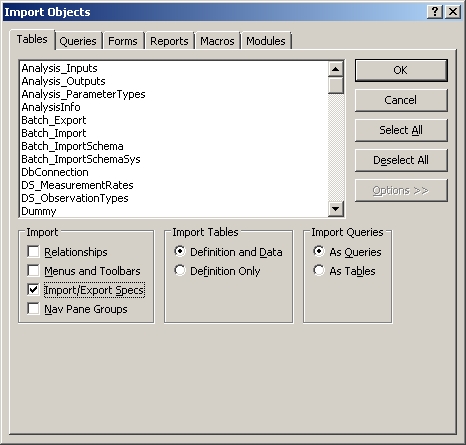 Import Objects
Tables Queries Forms Reports Macros Modules
Analysis_Inputs
Analysis_Outputs
Analysis_ParameterTypes
AnalysisInfo
Batch_Export
Batch_Import
Batch_ImportSchema
Batch_ImportSchemaSys
DbConnection
DS_MeasurementRates
DS_ObservationTypes
Dummy
OK
Cancel
Select All
Deselect All
Options >>
Import
Relationships
Menus and Toolbars
Import/Export Specs
Nav Pane Groups
Import Tables
Definition and Data
Definition Only
Import Queries
As Queries
As Tables